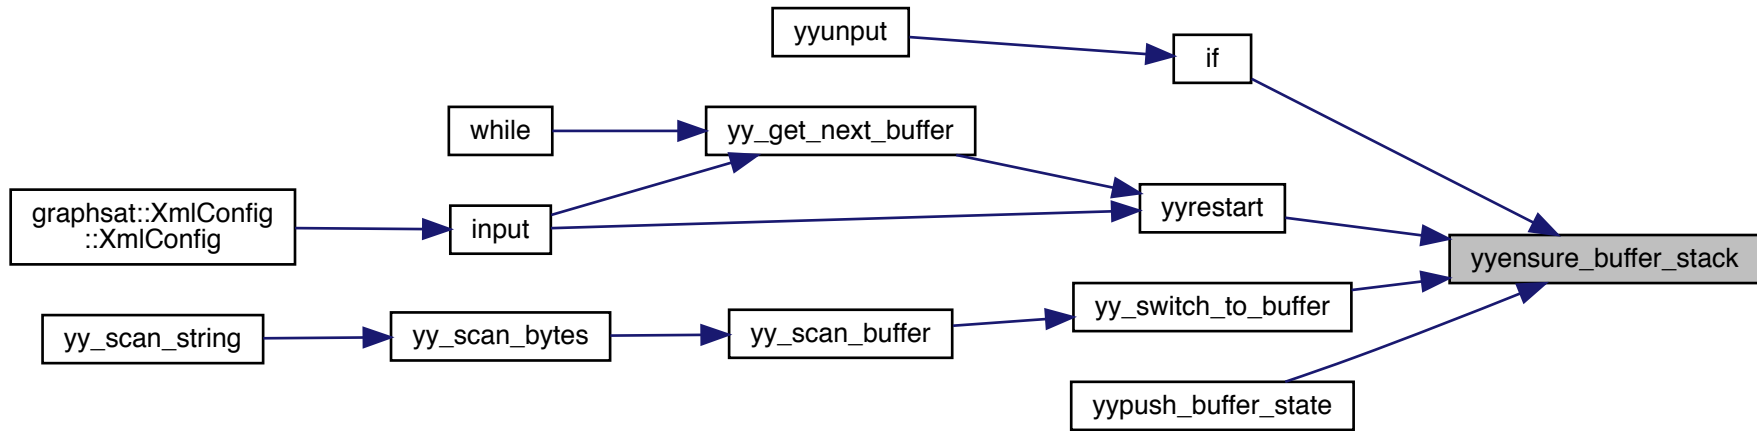 yyunput
if
while
yy_get_next_buffer
graphsat::XmlConfig
::XmlConfig
input
yyrestart
yyensure_buffer_stack
yy_scan_string
yy_scan_bytes
yy_scan_buffer
yy_switch_to_buffer
yypush_buffer_state